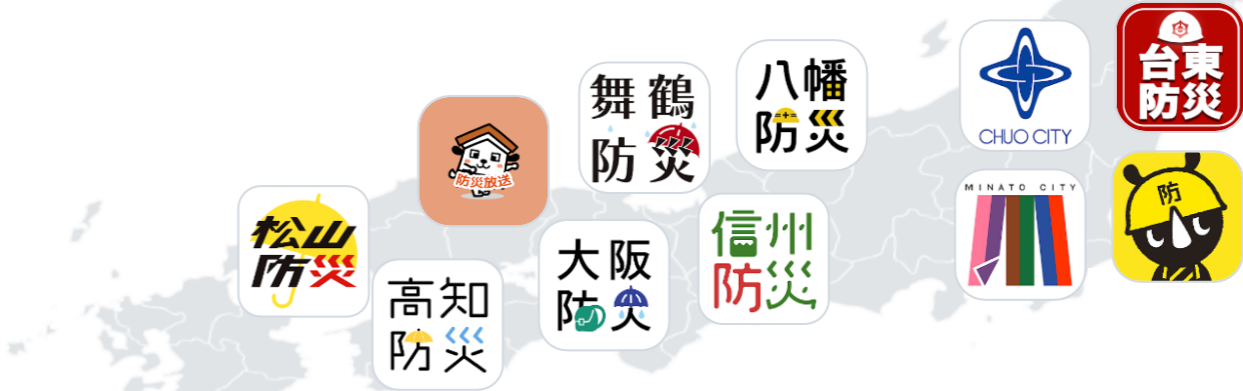 松山
防災
高知
防災
防災放送
大阪
防災
舞鶴
防災
信州
防災
八幡
防災
CHUO CITY
MINATO CITY
台東
防災
防